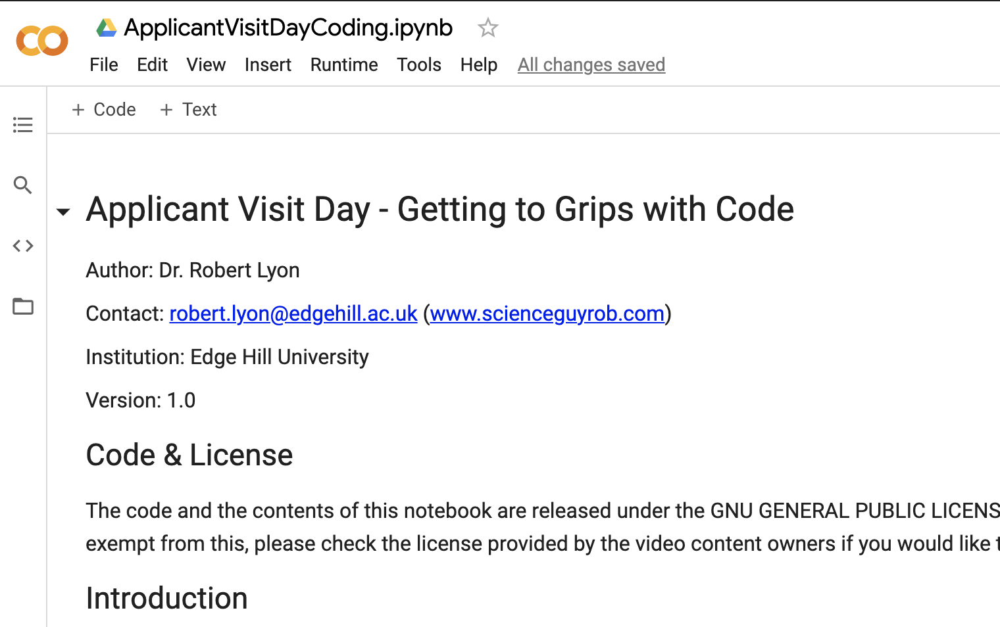 ApplicantVisitDayCoding.ipynb
File Edit View Insert Runtime Tools Help All changes saved
+ Code + Text
Applicant Visit Day - Getting to Grips with Code
Author: Dr. Robert Lyon
Contact: robert.lyon@edgehill.ac.uk (www.scienceguyrob.com)
Institution: Edge Hill University
Version: 1.0
Code & License
The code and the contents of this notebook are released under the GNU GENERAL PUBLIC LICENS
exempt from this, please check the license provided by the video content owners if you would like t
Introduction